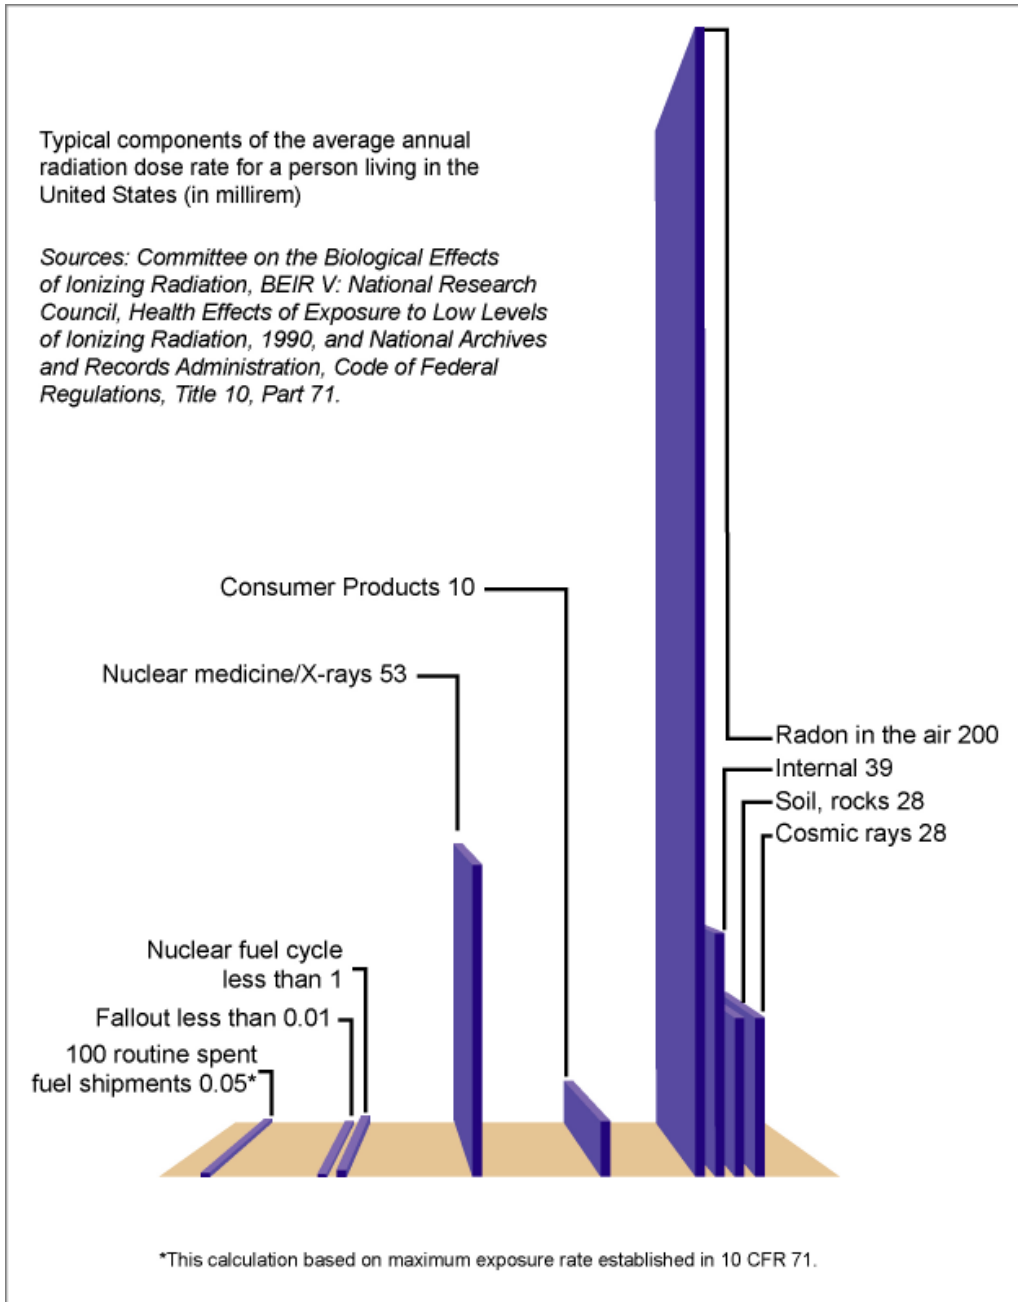 Typical components of the average annual
radiation dose rate for a person living in the
United States (in millirem)
Sources: Committee on the Biological Effects
of Ionizing Radiation, BEIR V: National Research
Council, Health Effects of Exposure to Low Levels
of Ionizing Radiation, 1990, and National Archives
and Records Administration, Code of Federal
Regulations, Title 10, Part 71.
Consumer Products 10
Nuclear medicine/X-rays 53
Radon in the air 200
Internal 39
Soil, rocks 28
Cosmic rays 28
Nuclear fuel cycle
less than 1
Fallout less than 0.01
100 routine spent
fuel shipments 0.05*
*This calculation based on maximum exposure rate established in 10 CFR 71.